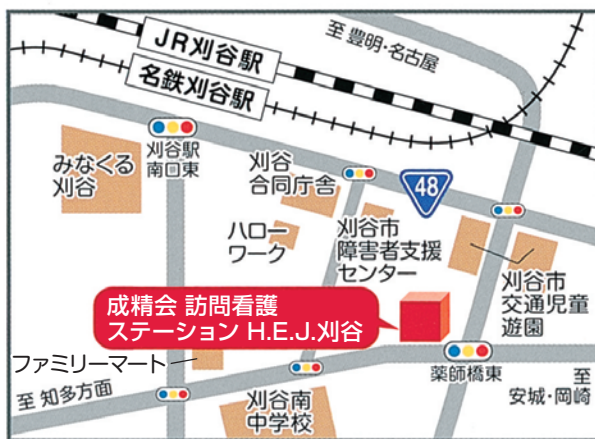 JR刈谷駅
名鉄刈谷駅
至 豊明・名古屋
みなくる
刈谷
刈谷駅
南口東
刈谷
合同庁舎
48
ハロー
ワーク
刈谷市
障害者支援
センター
刈谷市
交通児童
遊園
成精会 訪問看護
ステーション H.E.J.刈谷
ファミリーマート
至 知多方面
刈谷南
中学校
薬師橋東
至
安城・岡崎